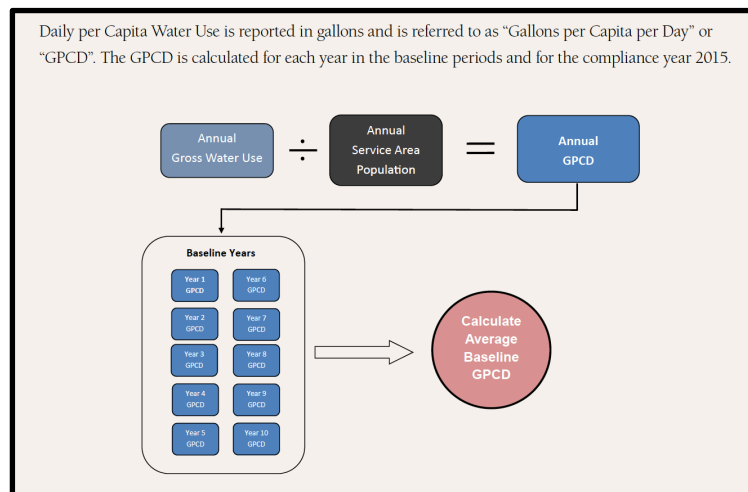 Daily per Capita Water Use is reported in gallons and is referred to as “Gallons per Capita per Day” or
“GPCD”. The GPCD is calculated for each year in the baseline periods and for the compliance year 2015.
Annual
Gross Water Use
÷
Annual
Service Area
Population
=
Annual
GPCD
Baseline Years
Year 1
GPCD
Year 6
GPCD
Year 2
GPCD
Year 7
GPCD
Year 3
GPCD
Year 8
GPCD
Year 4
GPCD
Year 9
GPCD
Year 5
GPCD
Year 10
GPCD
Calculate
Average
Baseline
GPCD